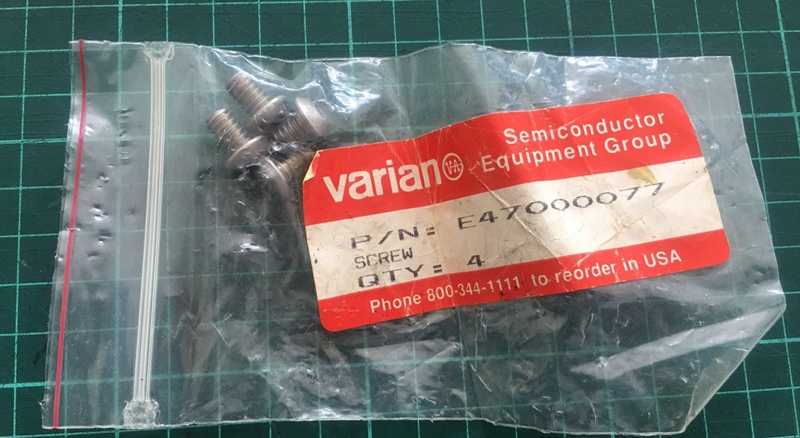 varian
Semiconductor
Equipment Group
P/N= E47000077
SCREW
QTY= 4
Phone 800-344-1111 to reorder in USA